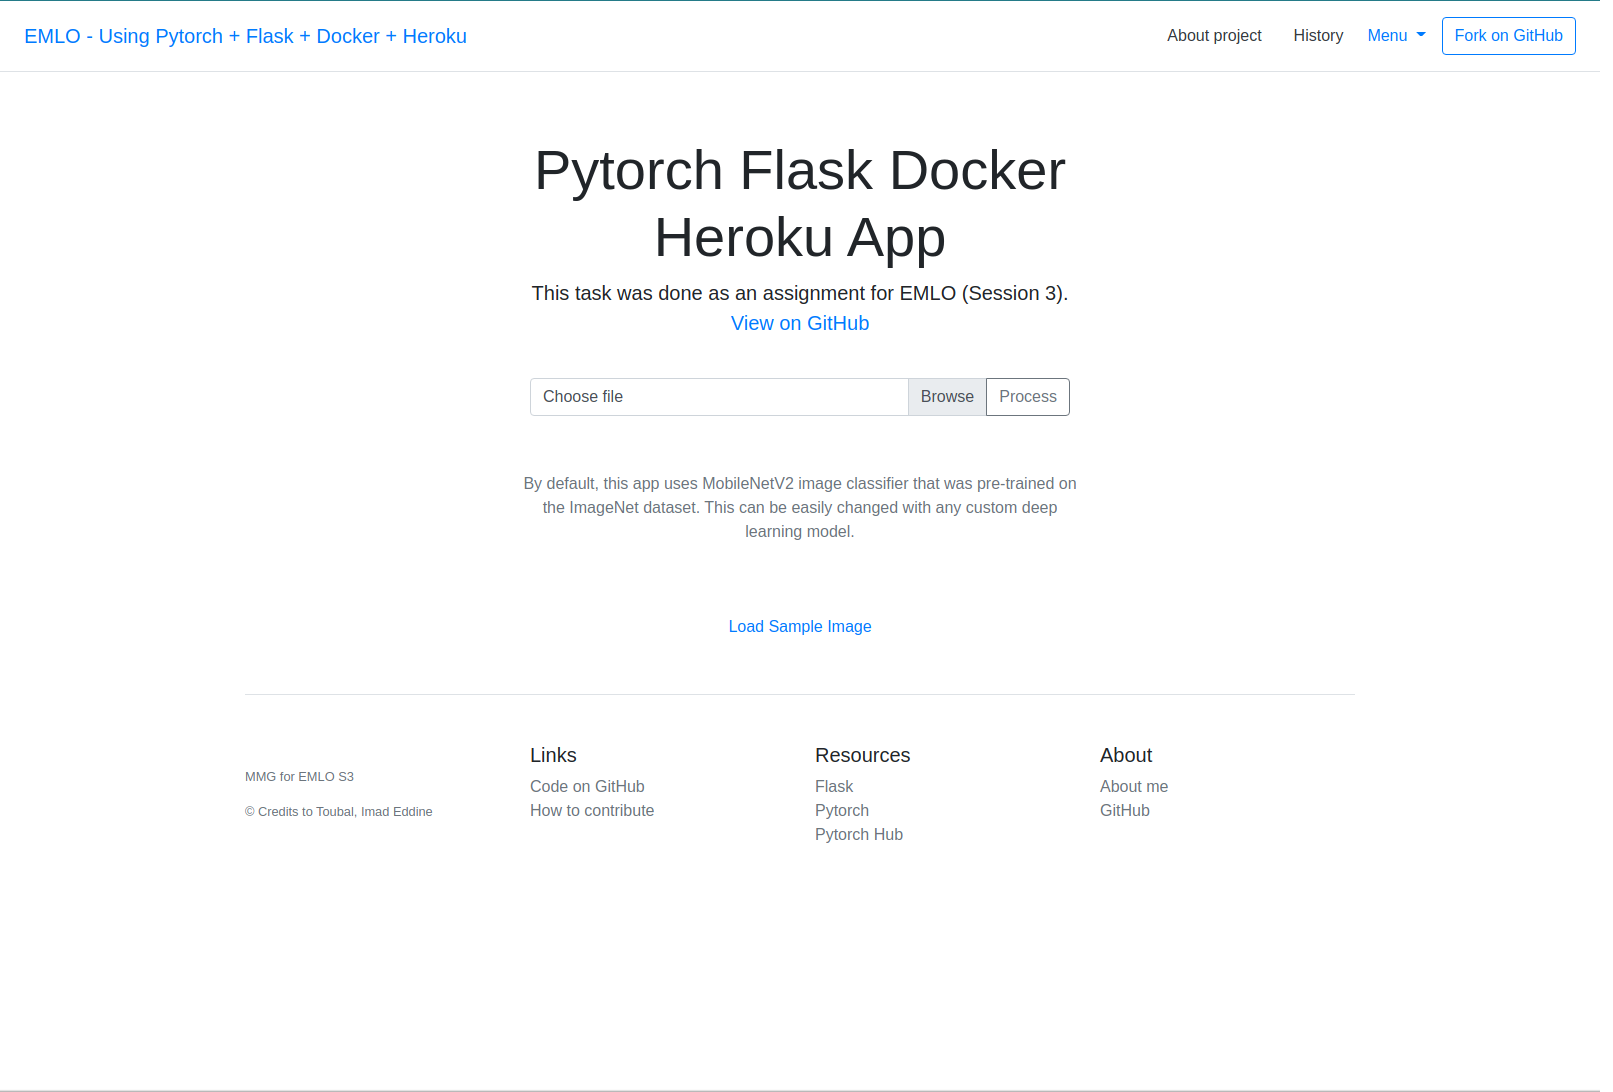 EMLO - Using Pytorch + Flask + Docker + Heroku
About project
History
Menu
Fork on GitHub
Pytorch Flask Docker
Heroku App
This task was done as an assignment for EMLO (Session 3).
View on GitHub
Choose file
Browse
Process
By default, this app uses MobileNetV2 image classifier that was pre-trained on
the ImageNet dataset. This can be easily changed with any custom deep
learning model.
Load Sample Image
MMG for EMLO S3
© Credits to Toubal, Imad Eddine
Links
Code on GitHub
How to contribute
Resources
Flask
Pytorch
Pytorch Hub
About
About me
GitHub